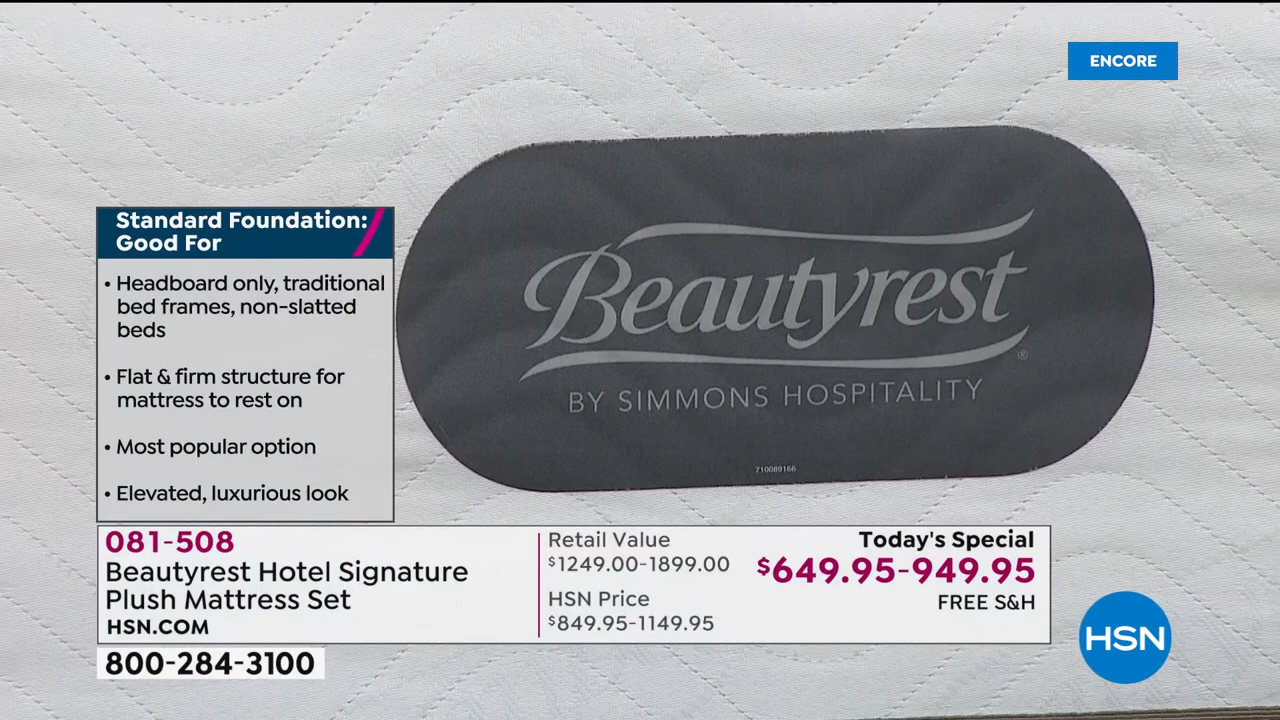 ENCORE
Standard Foundation:
Good For
• Headboard only, traditional
bed frames, non-slatted
beds
• Flat & firm structure for
mattress to rest on
• Most popular option
• Elevated, luxurious look
Beautyrest
®
BY SIMMONS HOSPITALITY
710089166
081-508
Beautyrest Hotel Signature
Plush Mattress Set
HSN.COM
Retail Value
$1249.00-1899.00
HSN Price
$849.95-1149.95
Today's Special
$649.95-949.95
FREE S&H
800-284-3100
HSN